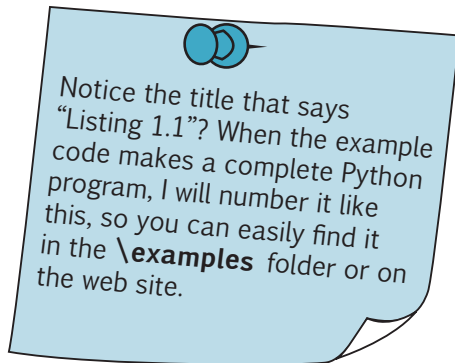 Notice the title that says
“Listing 1.1”? When the example
code makes a complete Python
program, I will number it like
this, so you can easily find it
in the \examples folder or on
the web site.